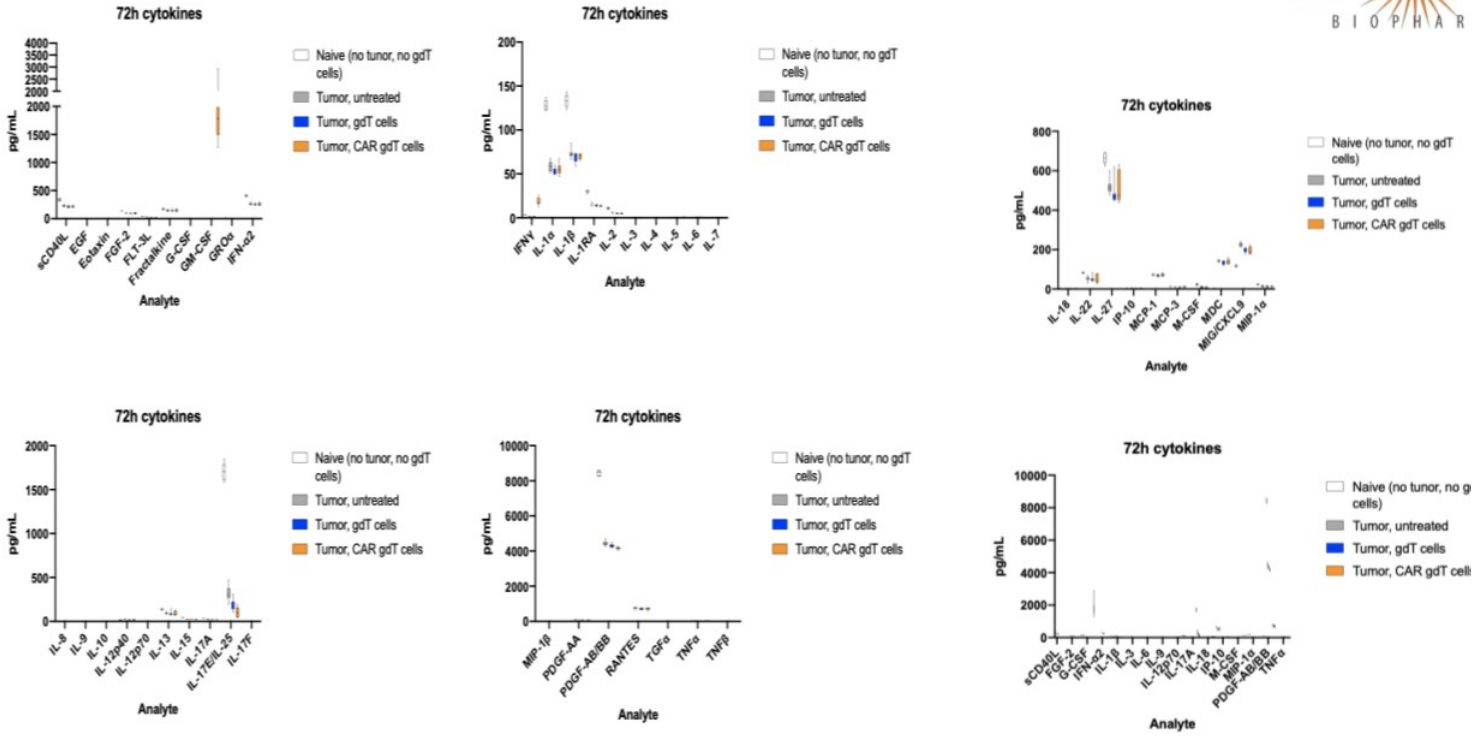 BIOPHAR
72h cytokines
4000
3500
3000
2500
2000
2000
1500
1000
500
0
pg/mL
sCD40L
EGF
Eotaxin
FGF-2
FLT-3L
Fractalkine
G-CSF
GM-CSF
GROα
IFN-α2
Analyte
Naive (no tunor, no gdT
cells)
Tumor, untreated
Tumor, gdT cells
Tumor, CAR gdT cells
72h cytokines
200
150
100
50
0
pg/mL
IFNγ
IL-1α
IL-1β
IL-1RA
IL-2
IL-3
IL-4
IL-5
IL-6
IL-7
Analyte
Naive (no tunor, no gdT
cells)
Tumor, untreated
Tumor, gdT cells
Tumor, CAR gdT cells
72h cytokines
800
600
400
200
0
pg/mL
IL-18
IL-22
IL-27
IP-10
MCP-1
MCP-3
M-CSF
MDC
MIG/CXCL9
MIP-1α
Analyte
Naive (no tunor, no gdT
cells)
Tumor, untreated
Tumor, gdT cells
Tumor, CAR gdT cells
72h cytokines
2000
1500
1000
500
0
pg/mL
IL-8
IL-9
IL-10
IL-12p40
IL-12p70
IL-13
IL-15
IL-17A
IL-17E/IL-25
IL-17F
Analyte
Naive (no tunor, no gdT
cells)
Tumor, untreated
Tumor, gdT cells
Tumor, CAR gdT cells
72h cytokines
10000
8000
6000
4000
2000
0
pg/mL
MIP-1β
PDGF-AA
PDGF-AB/BB
RANTES
TGFα
TNFα
TNFβ
Analyte
Naive (no tunor, no gdT
cells)
Tumor, untreated
Tumor, gdT cells
Tumor, CAR gdT cells
72h cytokines
10000
8000
6000
4000
2000
0
pg/mL
sCD40L
FGF-2
G-CSF
IFN-α2
IL-1β
IL-3
IL-6
IL-9
IL-12p70
IL-17A
IL-18
IP-10
M-CSF
MIP-1α
PDGF-AB/BB
TNFα
Analyte
Naive (no tunor, no g
cells)
Tumor, untreated
Tumor, gdT cells
Tumor, CAR gdT cells